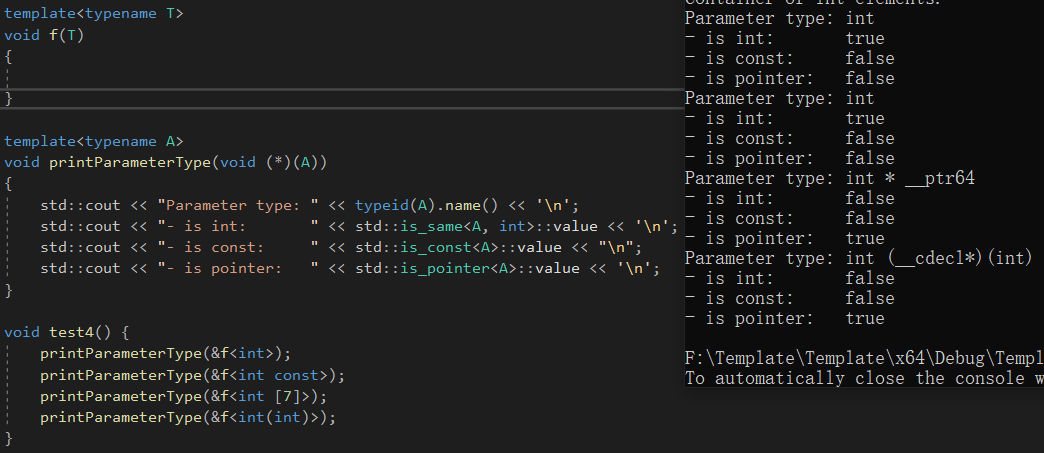 template<typename T>
void f(T)
{
}
template<typename A>
void printParameterType(void (*)(A))
{
std::cout << "Parameter type: " << typeid(A).name() << '\n';
std::cout << "- is int:       " << std::is_same<A, int>::value << '\n';
std::cout << "- is const:     " << std::is_const<A>::value << "\n";
std::cout << "- is pointer:   " << std::is_pointer<A>::value << '\n';
}
void test4() {
printParameterType(&f<int>);
printParameterType(&f<int const>);
printParameterType(&f<int [7]>);
printParameterType(&f<int(int)>);
}
Container of int elements.
Parameter type: int
- is int:       true
- is const:     false
- is pointer:   false
Parameter type: int
- is int:       true
- is const:     false
- is pointer:   false
Parameter type: int * __ptr64
- is int:       false
- is const:     false
- is pointer:   true
Parameter type: int (__cdecl*)(int)
- is int:       false
- is const:     false
- is pointer:   true
F:\Template\Template\x64\Debug\Templ
To automatically close the console w